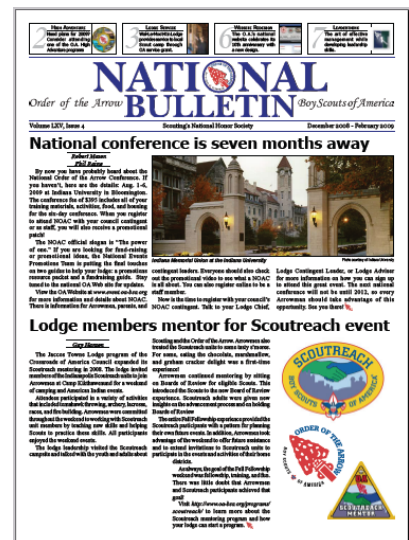 2
HIGH ADVENTURE
Head plans for 2009?
Consider attending
one of the O.A. High
Adventure programs
3
LODGE SERVICE
provides service to local
Scout camp through
OA service grant.
6
WEBSITE REDESIGN
The O.A.'s national
website celebrates its
10th anniversary with
a new design.
7
LEADERSHIP
The art of effective
management while
developing leadership
skills.
NATIONAL
Order of the Arrow BULLETIN Boy Scouts of America
Volume LXV, Issue 4 Scouting's National Honor Society December 2008 - February 2009
National conference is seven months away
Robert Mason
Phil Raine
By now you have probably heard about the
National Order of the Arrow Conference. If
you haven't, here are the details: Aug. 1-6,
2009 at Indiana University in Bloomington.
The conference fee of $395 includes all of your
training materials, activities, food, and housing
for the six-day conference. When you register
to attend NOAC with your council contingent
or as staff, you will also receive a promotional
patch!
The NOAC official slogan is "The power
of one." If you are looking for fund-raising
or promotional ideas, the National Events
Promotions Team is putting the final touches
on two guides to help your lodge: a promotions
resource packet and a fundraising guide. Stay
tuned to the national OA Web site for updates.
View the OA Website at www.event.oa-bsa.org
for more information and details about NOAC.
There is information for Arrowmen, parents, and
Indiana Memorial Union at the Indiana University
Photo courtesy of Indiana University
contingent leaders. Everyone should also check
out the promotional video to see what a NOAC
is all about. You can also register online to be a
staff member.
Now is the time to register with your council's
NOAC contingent. Talk to your Lodge Chief,
Lodge Contingent Leader, or Lodge Adviser
for more information on how you can sign up
to attend this great event. The next national
conference will not be until 2012, so every
Arrowman should take advantage of this
opportunity. See you there!
Lodge members mentor for Scoutreach event
Guy Hansen
The Jaccos Towne Lodge program of the
Crossroads of America Council expanded its
Scoutreach mentoring in 2008. The lodge invited
members of the Indianapolis Scoutreach units to join
Arrowmen at Camp Kikthawenund for a weekend
of camping and American Indian events.
Attendees participated in a variety of activities
that included tomahawk throwing, archery, lacrosse,
races, and fire building. Arrowmen were committed
throughout the weekend to working with Scoutreach
unit members by teaching new skills and helping
Scouts to practice these skills. All participants
enjoyed the weekend events.
The lodge leadership visited the Scoutreach
campsite and talked with the youth and adults about
Scouting and the Order of the Arrow. Arrowmen also
treated the Scoutreach units to some tasty s'mores.
For some, eating the chocolate, marshmallow,
and graham cracker delight was a first-time
experience!
Arrowmen continued mentoring by sitting
on Boards of Review for eligible Scouts. This
introduced the Scouts to the new Board of Review
experience. Scoutreach adults were given new
insights on the advancement process and on holding
Boards of Review
The entire Fall Fellowship experience provided the
Scoutreach participants with a pattern for planning
their own future events. In addition, Arrowmen took
advantage of the weekend to offer future assistance
and to extend invitations to Scoutreach units to
participate in the events and activities of their home
districts.
As always, the goal of the Fall Fellowship
weekend was fellowship, training, and fun.
There was little doubt that Arrowmen
and Scoutreach participants achieved that
goal!
Visit http://www.oa-bsa.org/programs/
scoutreach/ to learn more about the
Scoutreach mentoring program and how
your lodge can start a program.
SCOUTREACH
BOY SCOUTS OF AMERICA
ORDER OF THE ARROW
BOY SCOUTS OF AMERICA
SCOUTREACH
MENTOR